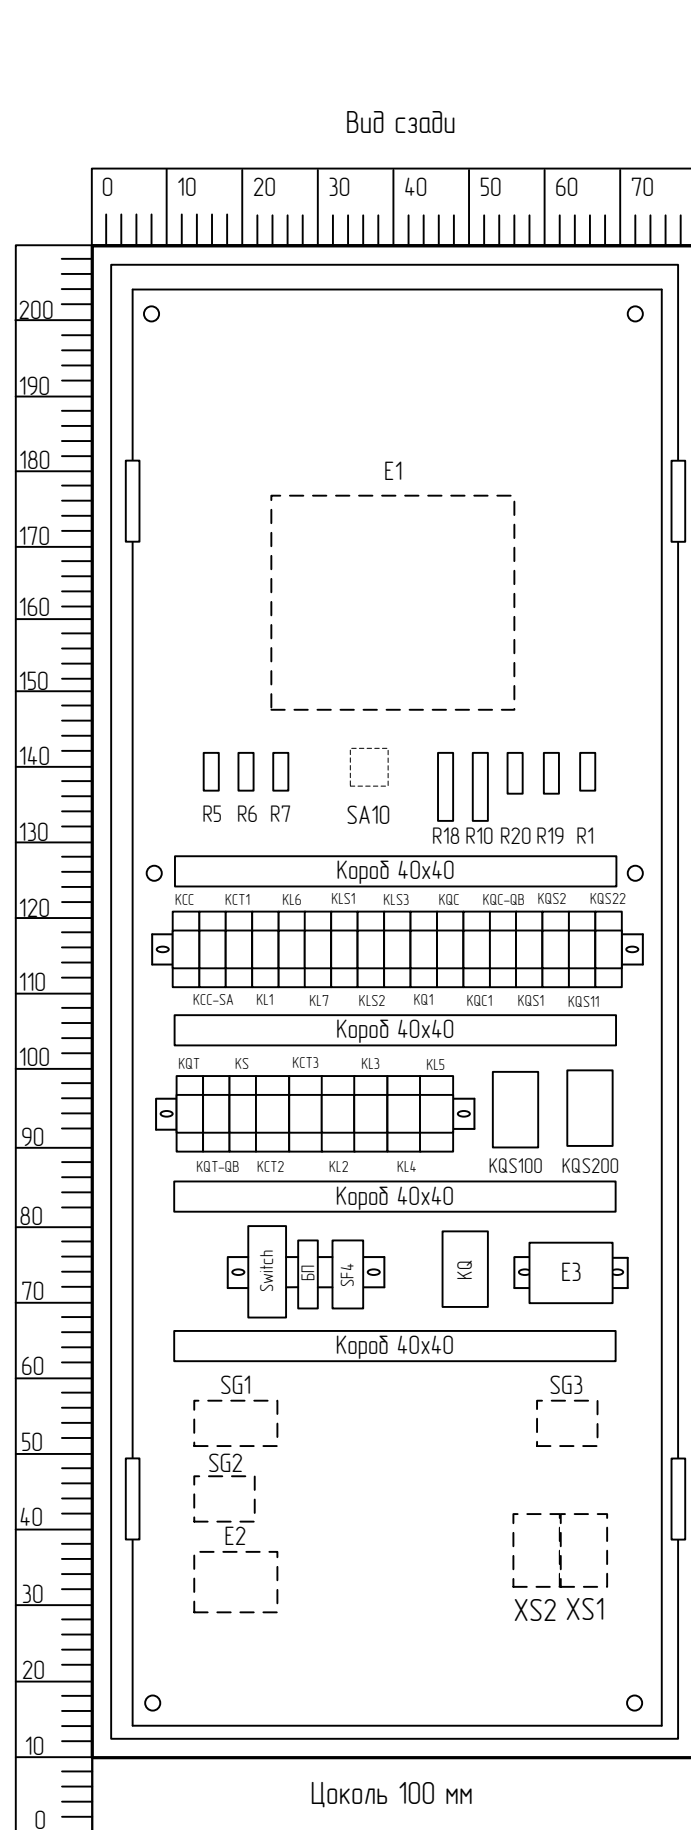 Вид сзади
0 10 20 30 40 50 60 70
200
190
180
E1
170
160
150
140
R5 R6 R7 SA10
R18 R10 R20 R19 R1
130
Короб 40х40
KCC KCT1 KL6 KLS1 KLS3 KQC KQC-QB KQS2 KQS22
120
110
KCC-SA KL1 KL7 KLS2 KQ1 KQC1 KQS1 KQS11
Короб 40х40
100
KQT KS KCT3 KL3 KL5
90
KQT-QB KCT2 KL2 KL4 KQS100 KQS200
Короб 40х40
80
Switch БП SF4 KQ E3
70
Короб 40х40
60
SG1 SG3
50
SG2
40
E2
30
XS2 XS1
20
10
Цоколь 100 мм
0